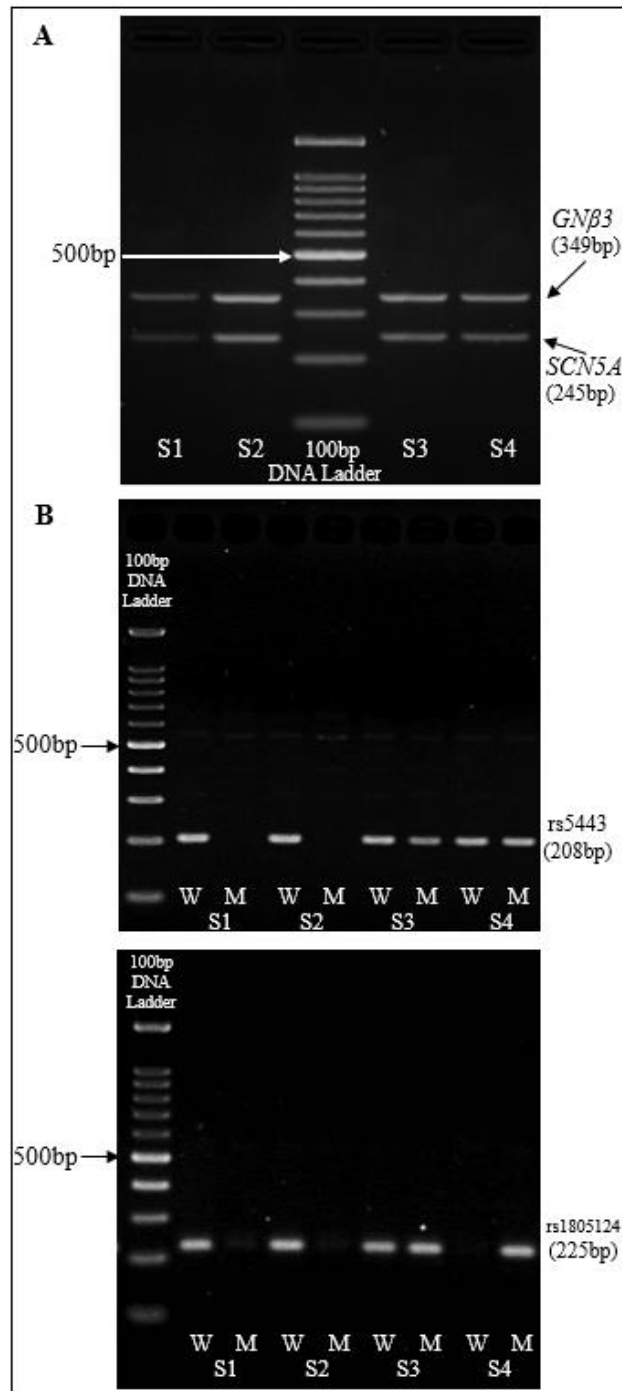 A
500bp
GNβ3
(349bp)
SCN5A
(245bp)
S1 S2 100bp S3 S4
DNA Ladder
B
100bp
DNA
Ladder
500bp
rs5443
(208bp)
W M W M W M W M
S1 S2 S3 S4
100bp
DNA
Ladder
500bp
rs1805124
(225bp)
W M W M W M W M
S1 S2 S3 S4